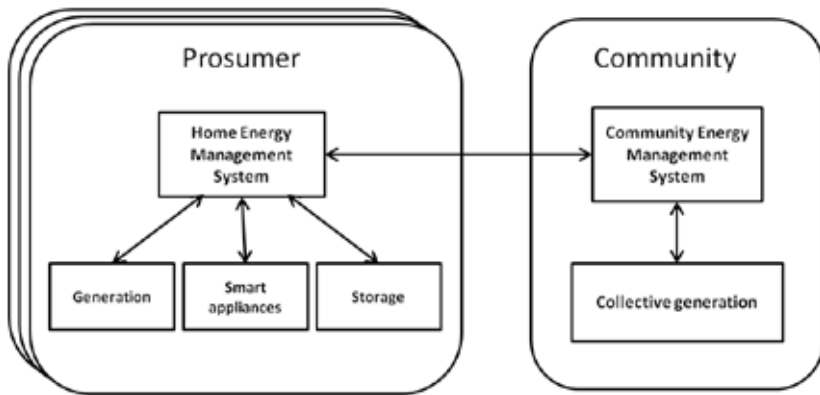 Prosumer
Home Energy
Management
System
Generation
Smart
appliances
Storage
Community
Community Energy
Management
System
Collective generation